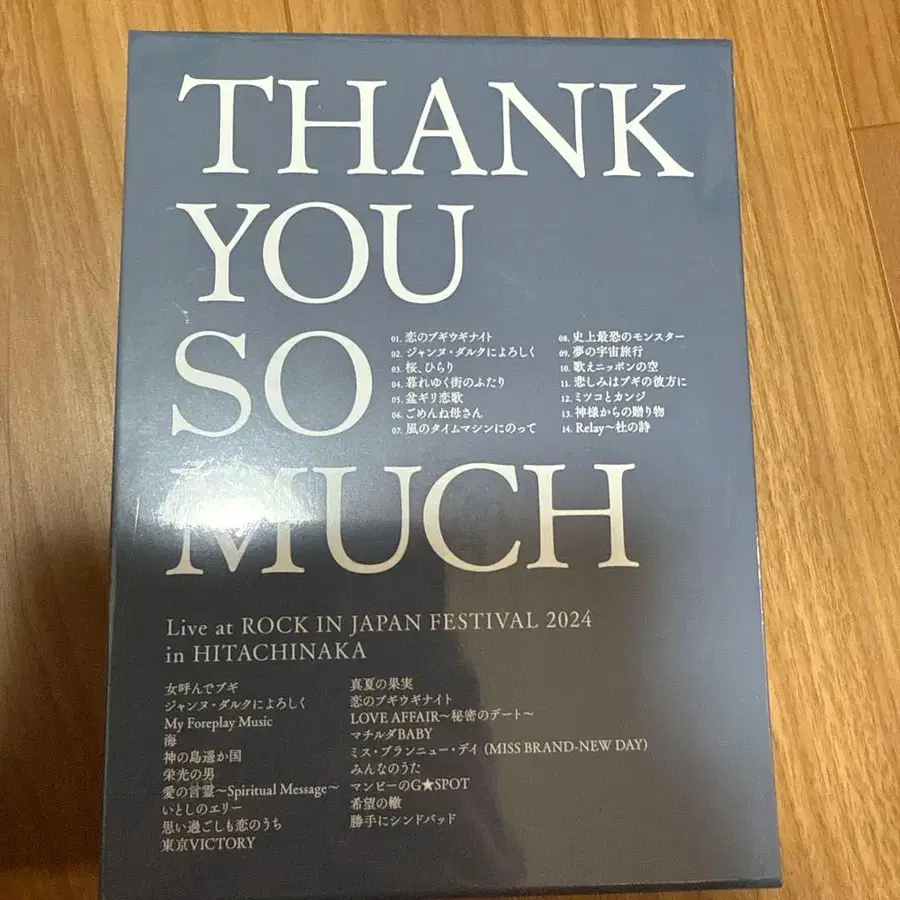 THANK
YOU
SO
MUCH
01. 恋のブギウギナイト
02. ジャンヌ・ダルクによろしく
03. 桜、ひらり
04. 暮れゆく街のふたり
05. 盆ギリ恋歌
06. ごめんね母さん
07. 風のタイムマシンにのって
08. 史上最恐のモンスター
09. 夢の宇宙旅行
10. 歌えニッポンの空
11. 悲しみはブギの彼方に
12. ミツコとカンジ
13. 神様からの贈り物
14. Relay〜杜の詩
Live at ROCK IN JAPAN FESTIVAL 2024
in HITACHINAKA
女呼んでブギ
ジャンヌ・ダルクによろしく
My Foreplay Music
海
神の島遥か国
栄光の男
愛の言霊〜Spiritual Message〜
いとしのエリー
思い過ごしも恋のうち
東京VICTORY
真夏の果実
恋のブギウギナイト
LOVE AFFAIR〜秘密のデート〜
マチルダBABY
ミス・ブランニュー・デイ (MISS BRAND-NEW DAY)
みんなのうた
マンピーのG★SPOT
希望の轍
勝手にシンドバッド